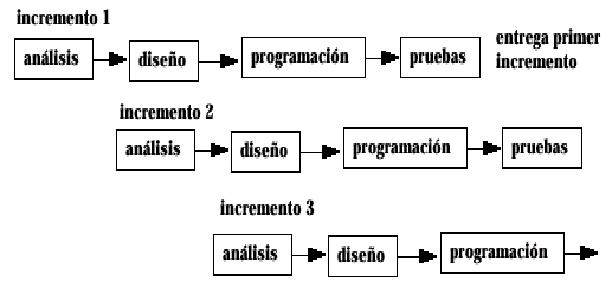 incremento 1
análisis
diseño
programación
pruebas
entrega primer
incremento
incremento 2
análisis
diseño
programación
pruebas
incremento 3
análisis
diseño
programación